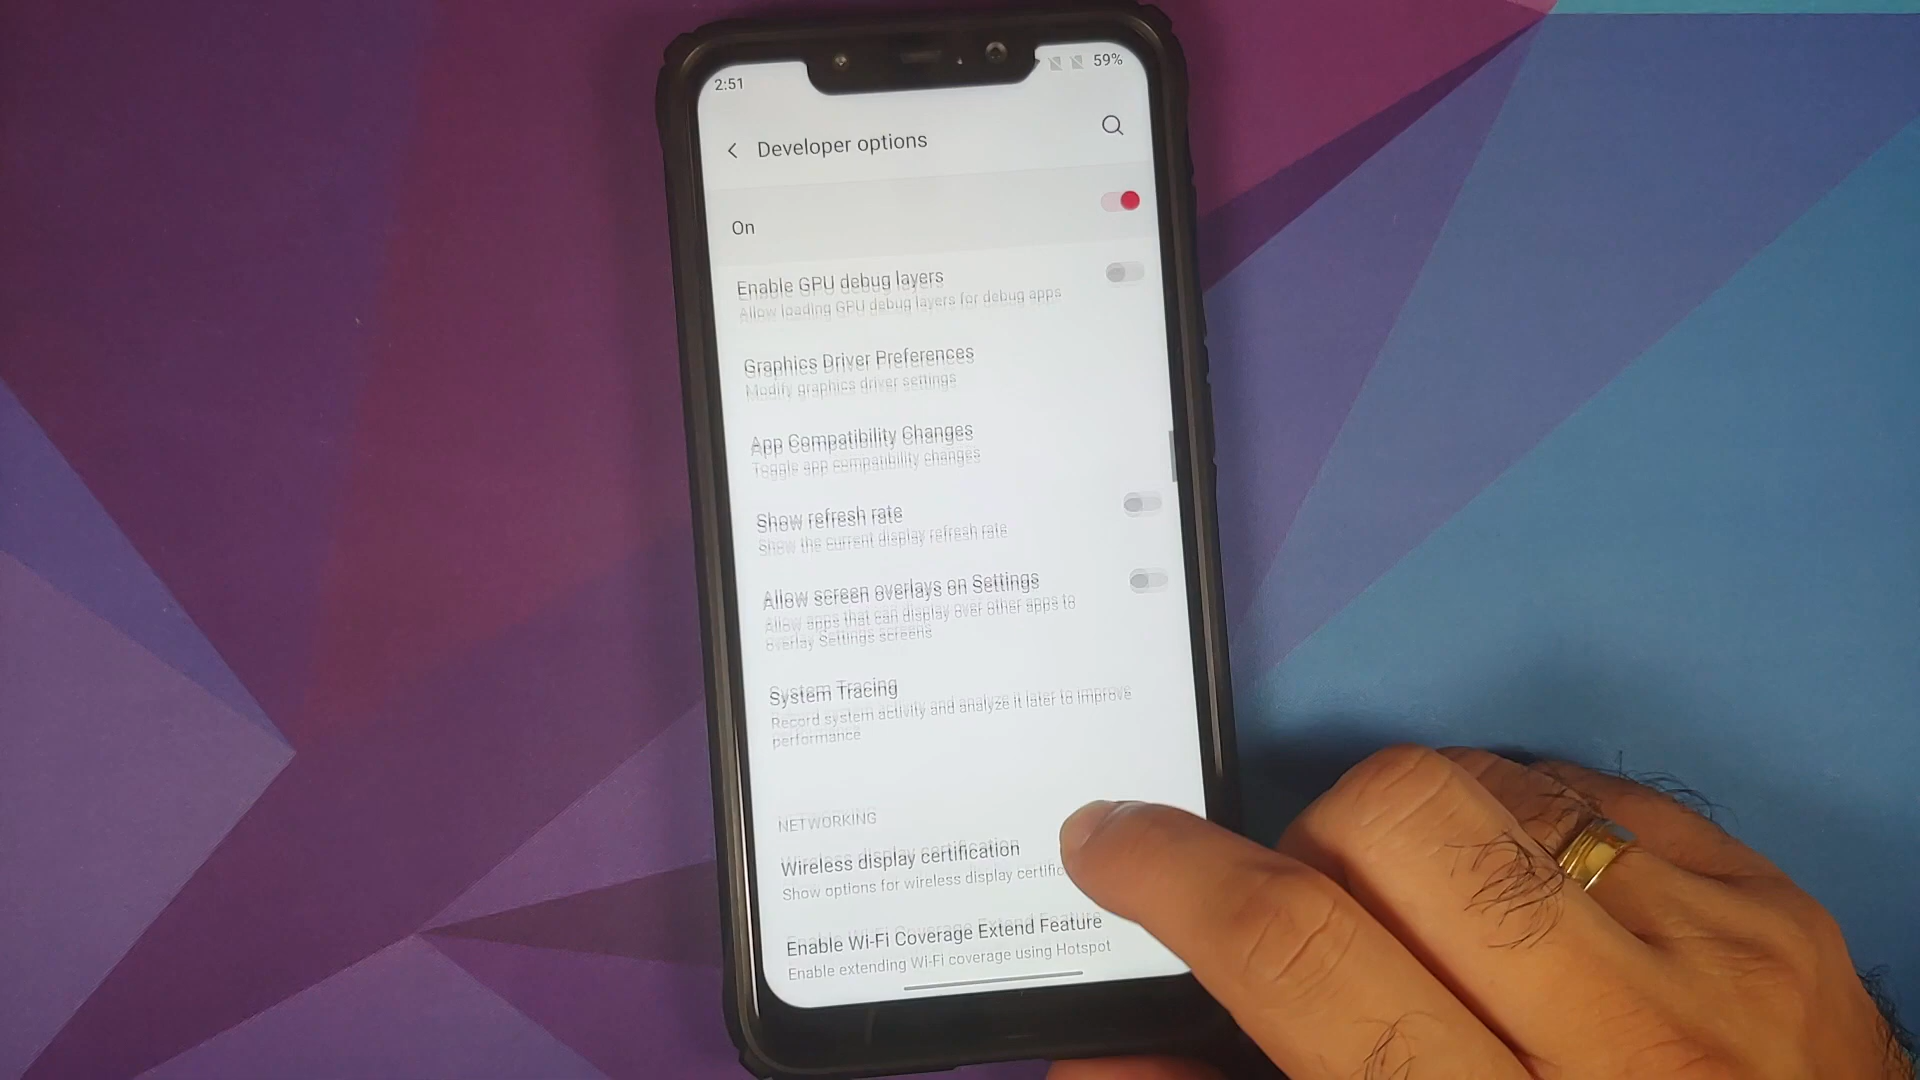 2:51
59%
Developer options
On
Enable GPU debug layers
Allow loading GPU debug layers for debug apps
Graphics Driver Preferences
Modify graphics driver settings
App Compatibility Changes
Toggle app compatibility changes
Show refresh rate
Show the current display refresh rate
Allow screen overlays on Settings
Allow apps that can display over other apps to
overlay Settings screens
System Tracing
Record system activity and analyze it later to improve
performance
NETWORKING
Wireless display certification
Show options for wireless display certific
Enable Wi-Fi Coverage Extend Feature
Enable extending Wi-Fi coverage using Hotspot